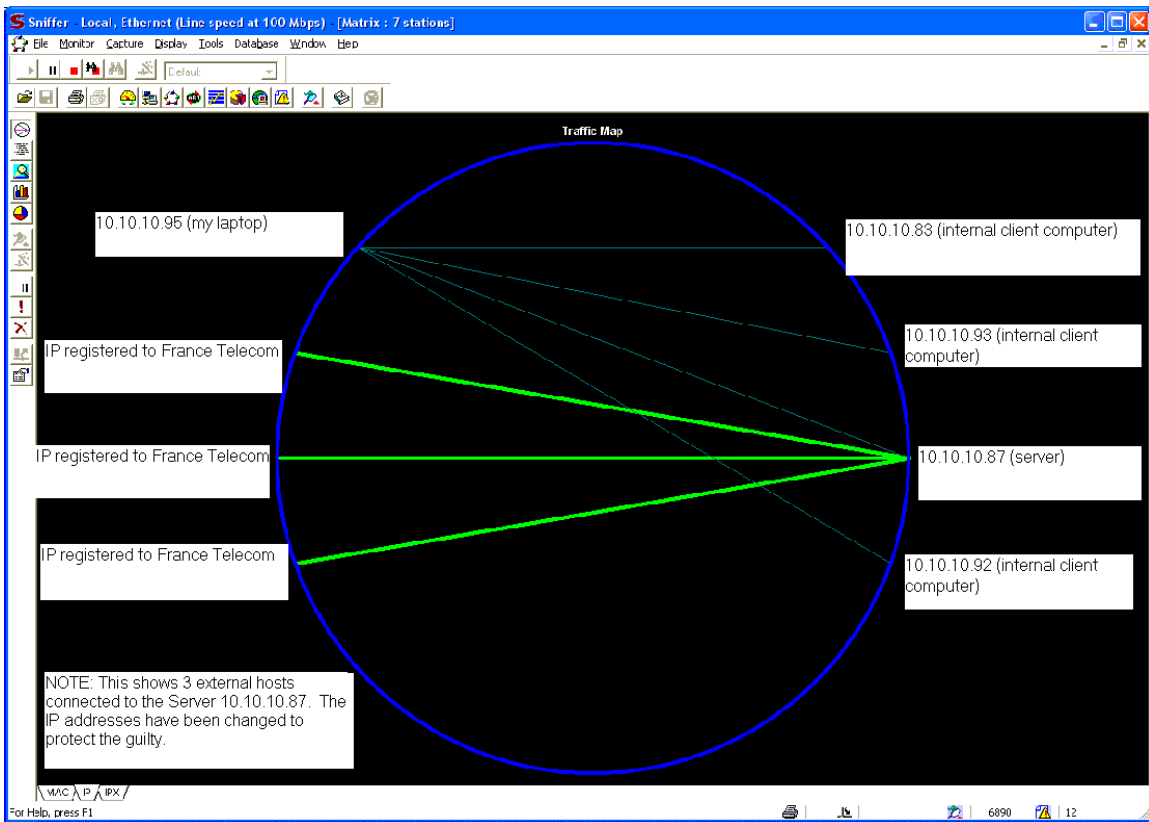 Sniffer - Local, Ethernet (Line speed at 100 Mbps) - [Matrix : 7 stations]
File Monitor Capture Display Tools Database Window Help
Default
Traffic Map
10.10.10.95 (my laptop)
10.10.10.83 (internal client computer)
10.10.10.93 (internal client
computer)
IP registered to France Telecom
IP registered to France Telecom
10.10.10.87 (server)
IP registered to France Telecom
10.10.10.92 (internal client
computer)
NOTE: This shows 3 external hosts
connected to the Server 10.10.10.87. The
IP addresses have been changed to
protect the guilty.
MAC IP IPX
For Help, press F1
6890 12